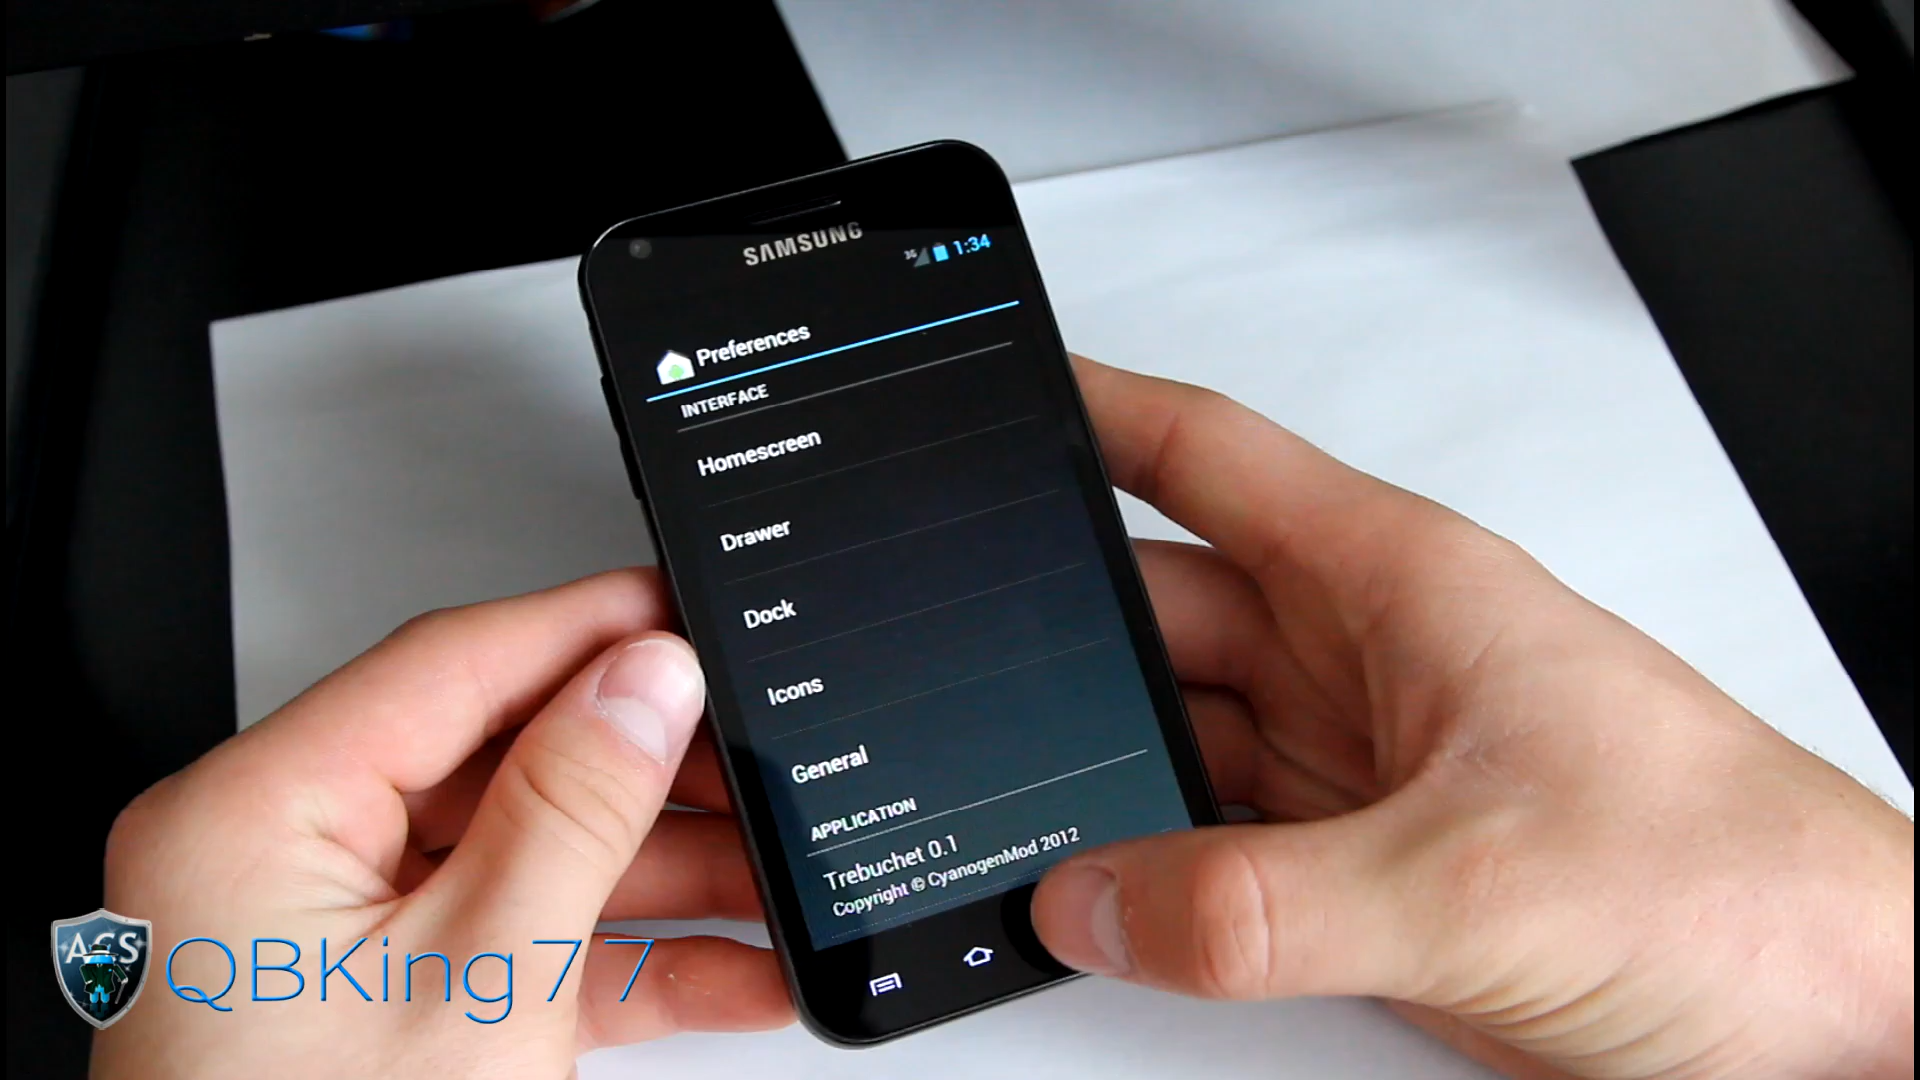 SAMSUNG
3G 1:34
Preferences
INTERFACE
Homescreen
Drawer
Dock
Icons
General
APPLICATION
Trebuchet 0.1
Copyright © CyanogenMod 2012
ACS QBKing77